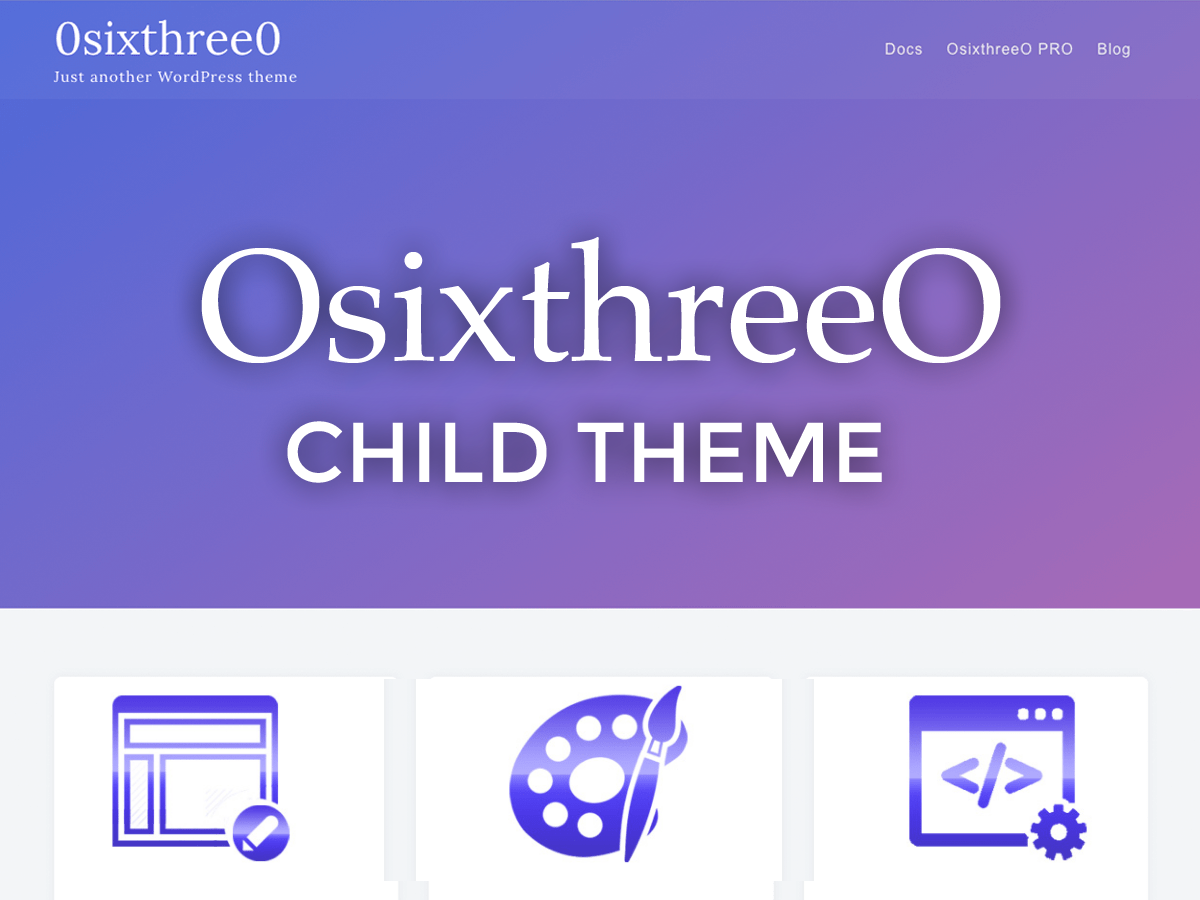 0sixthree0
Just another WordPress theme
Docs OsixthreeO PRO Blog
OsixthreeO
CHILD THEME
</>